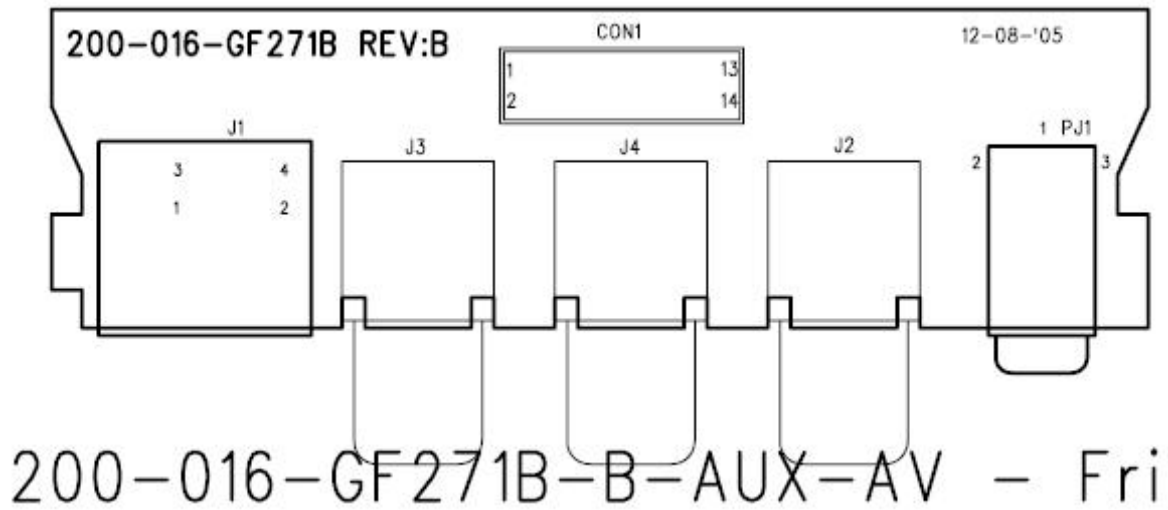 200-016-GF271B REV:B
CON1
12-08-'05
1 13
2 14
J1
J3
J4
J2
1 PJ1
2 3
3 4
1 2
200-016-GF271B-B-AUX-AV - Fri